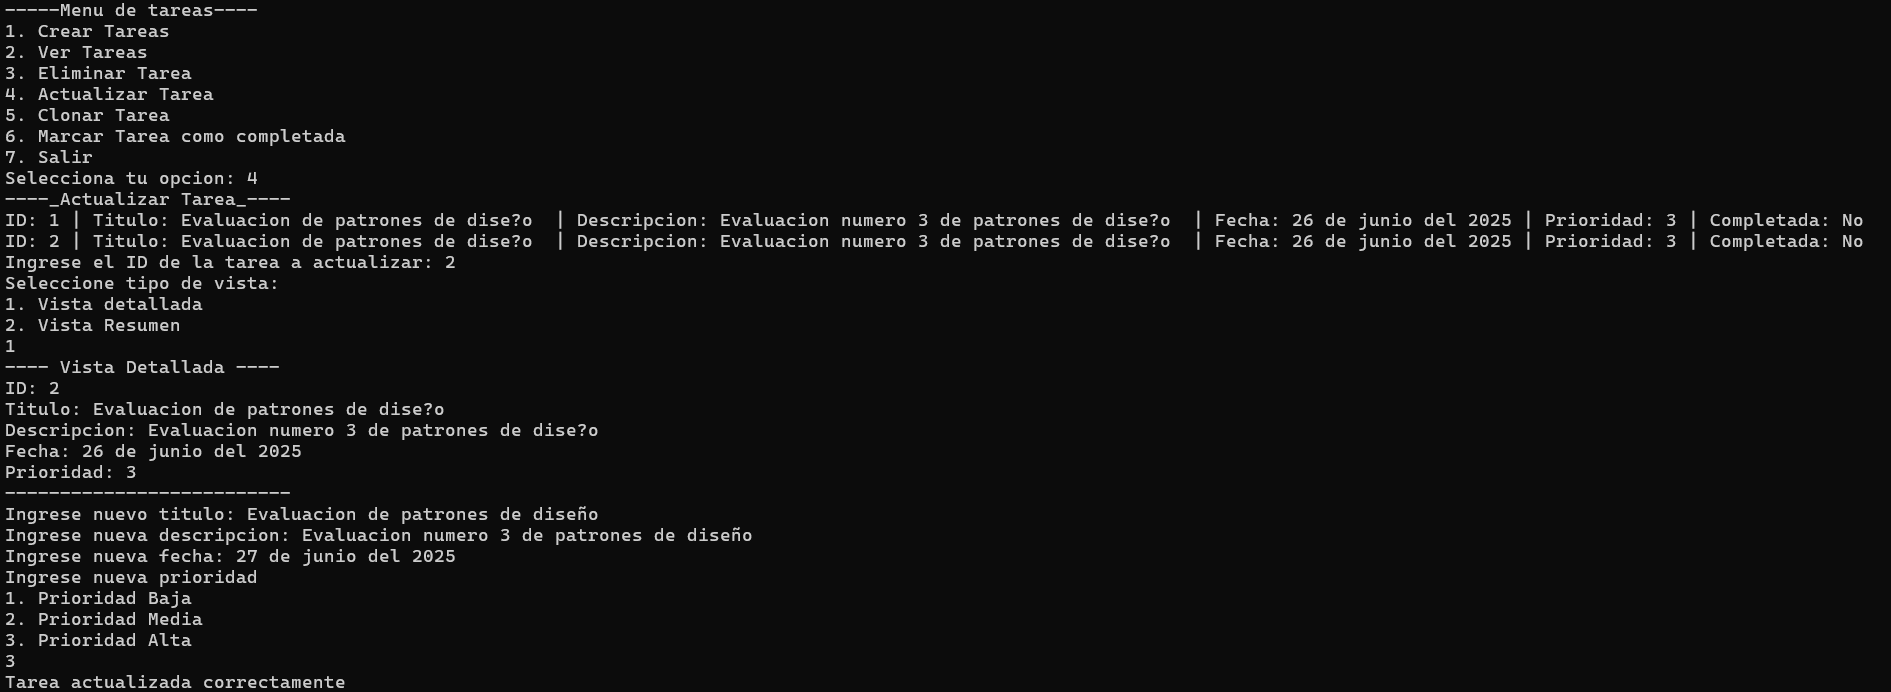 -----Menu de tareas----
1. Crear Tareas
2. Ver Tareas
3. Eliminar Tarea
4. Actualizar Tarea
5. Clonar Tarea
6. Marcar Tarea como completada
7. Salir
Selecciona tu opcion: 4
----_Actualizar Tarea_----
ID: 1 | Titulo: Evaluacion de patrones de dise?o  | Descripcion: Evaluacion numero 3 de patrones de dise?o  | Fecha: 26 de junio del 2025 | Prioridad: 3 | Completada: No
ID: 2 | Titulo: Evaluacion de patrones de dise?o  | Descripcion: Evaluacion numero 3 de patrones de dise?o  | Fecha: 26 de junio del 2025 | Prioridad: 3 | Completada: No
Ingrese el ID de la tarea a actualizar: 2
Seleccione tipo de vista:
1. Vista detallada
2. Vista Resumen
1
---- Vista Detallada ----
ID: 2
Titulo: Evaluacion de patrones de dise?o
Descripcion: Evaluacion numero 3 de patrones de dise?o
Fecha: 26 de junio del 2025
Prioridad: 3
--------------------------
Ingrese nuevo titulo: Evaluacion de patrones de diseño
Ingrese nueva descripcion: Evaluacion numero 3 de patrones de diseño
Ingrese nueva fecha: 27 de junio del 2025
Ingrese nueva prioridad
1. Prioridad Baja
2. Prioridad Media
3. Prioridad Alta
3
Tarea actualizada correctamente